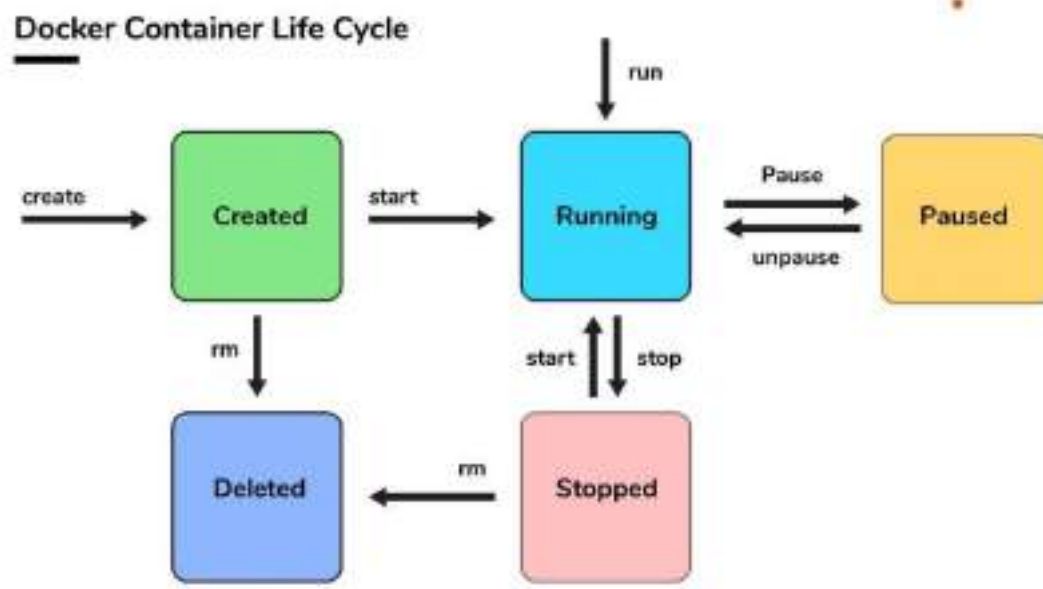 Docker Container Life Cycle
run
create
Created
start
Running
Pause
unpause
Paused
rm
start
stop
Deleted
rm
Stopped